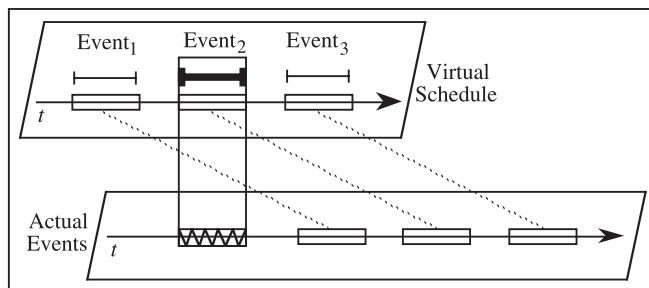 Event₁ Event₂ Event₃
Virtual
Schedule
t
Actual
Events
t